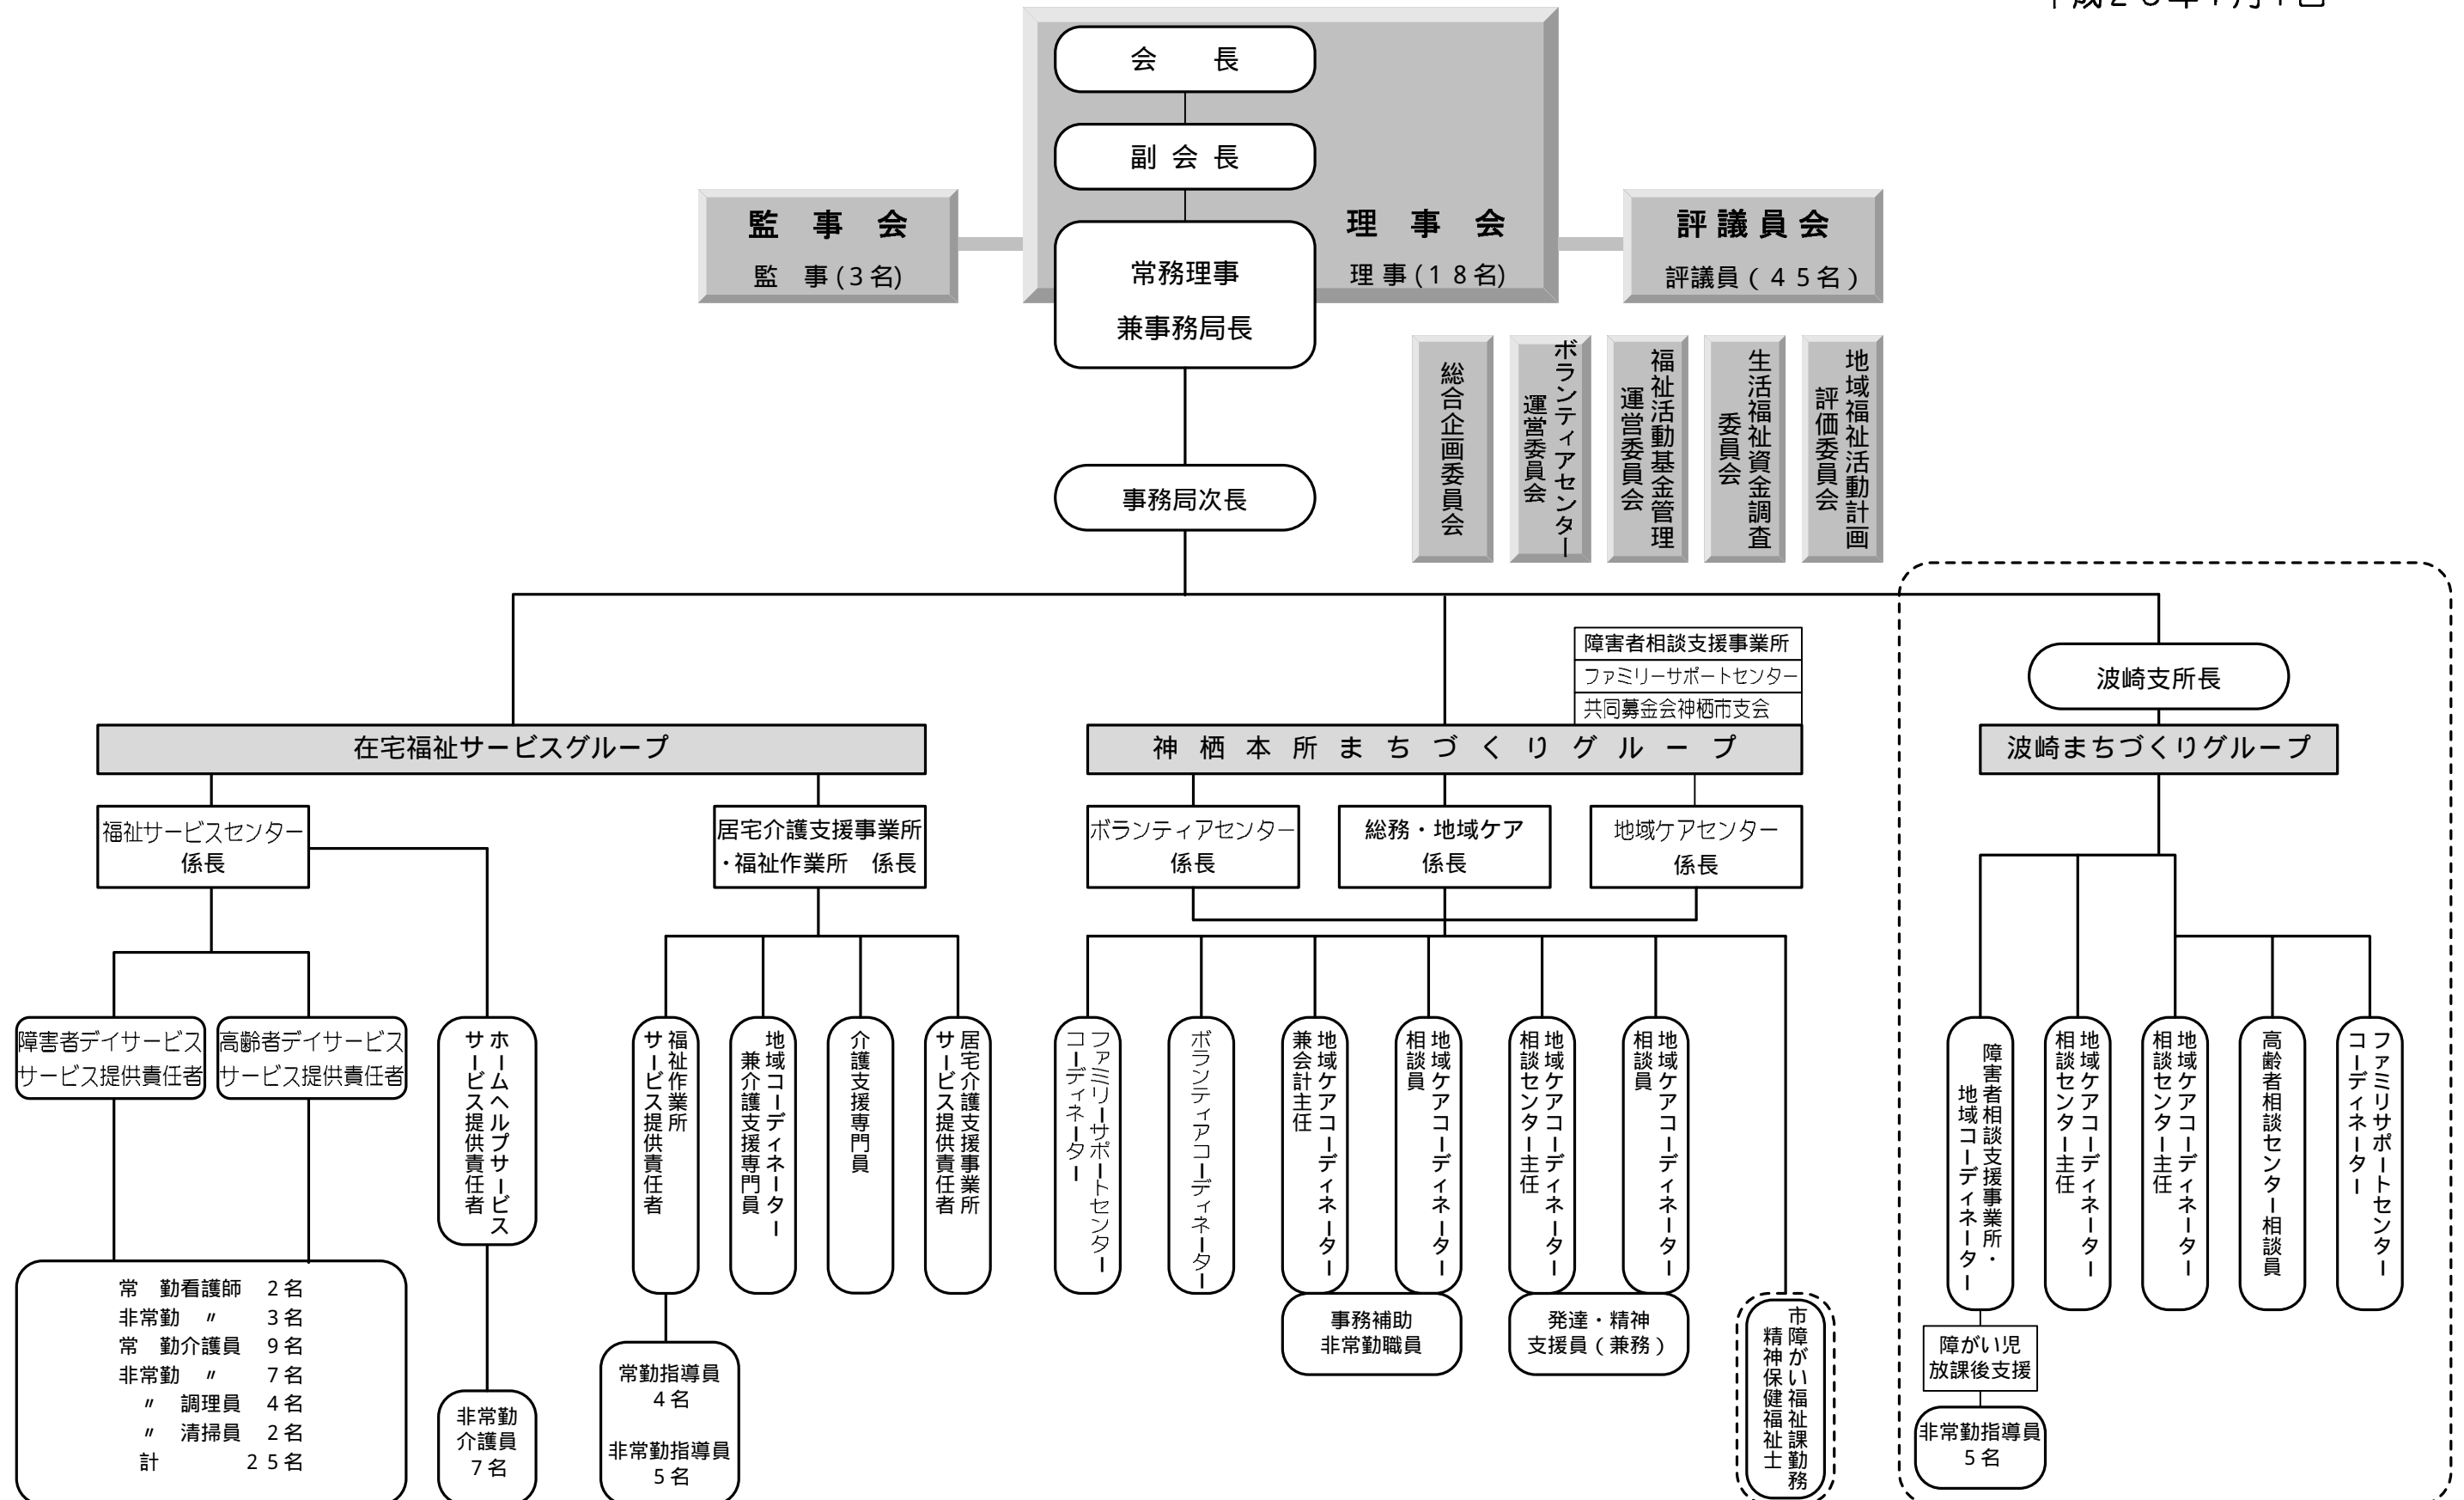 会　　長
副 会 長
監　事　会
監　事(3名)
常務理事
兼事務局長
理　事　会
理 事(１８名)
評議員会
評議員（４５名）
総合企画委員会
ボランティアセンター
運営委員会
福祉活動基金管理
運営委員会
生活福祉資金調査
委員会
地域福祉活動計画
評価委員会
事務局次長
障害者相談支援事業所
ファミリーサポートセンター
共同募金会神栖市支会
波崎支所長
在宅福祉サービスグループ
神栖本所まちづくりグループ
波崎まちづくりグループ
福祉サービスセンター
係長
居宅介護支援事業所
・福祉作業所　係長
ボランティアセンター
係長
総務・地域ケア
係長
地域ケアセンター
係長
障害者デイサービス
サービス提供責任者
高齢者デイサービス
サービス提供責任者
ホームヘルプサービス
サービス提供責任者
福祉作業所
サービス提供責任者
地域コーディネーター
兼介護支援専門員
介護支援専門員
居宅介護支援事業所
サービス提供責任者
ファミリーサポートセンター
コーディネーター
ボランティアコーディネーター
地域ケアコーディネーター
兼会計主任
地域ケアコーディネーター
相談員
地域ケアコーディネーター
相談センター主任
地域ケアコーディネーター
相談員
障害者相談支援事業所・
地域コーディネーター
地域ケアコーディネーター
相談センター主任
地域ケアコーディネーター
相談センター主任
高齢者相談センター相談員
ファミリサポートセンター
コーディネーター
常　勤看護師　2名
非常勤　〃　　3名
常　勤介護員　9名
非常勤　〃　　7名
〃　調理員　4名
〃　清掃員　2名
計　　　　２５名
非常勤
介護員
7名
常勤指導員
4名
非常勤指導員
5名
事務補助
非常勤職員
発達・精神
支援員（兼務）
市障がい福祉課勤務
精神保健福祉士
障がい児
放課後支援
非常勤指導員
5名